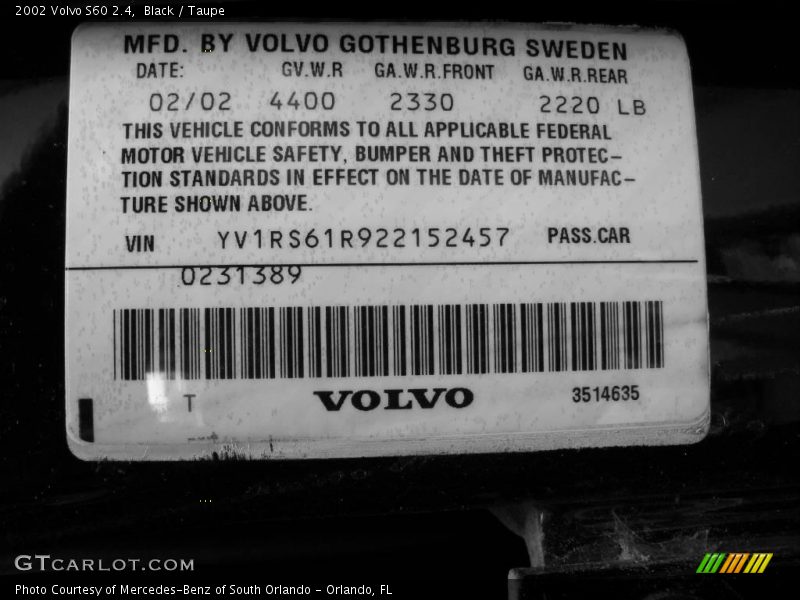 2002 Volvo S60 2.4, Black / Taupe
MFD. BY VOLVO GOTHENBURG SWEDEN
DATE: GV.W.R GA.W.R.FRONT GA.W.R.REAR
02/02 4400 2330 2220 LB
THIS VEHICLE CONFORMS TO ALL APPLICABLE FEDERAL
MOTOR VEHICLE SAFETY, BUMPER AND THEFT PROTEC-
TION STANDARDS IN EFFECT ON THE DATE OF MANUFAC-
TURE SHOWN ABOVE.
VIN YV1RS61R922152457 PASS.CAR
0231389
T VOLVO 3514635
GTCARLOT.COM
Photo Courtesy of Mercedes-Benz of South Orlando - Orlando, FL